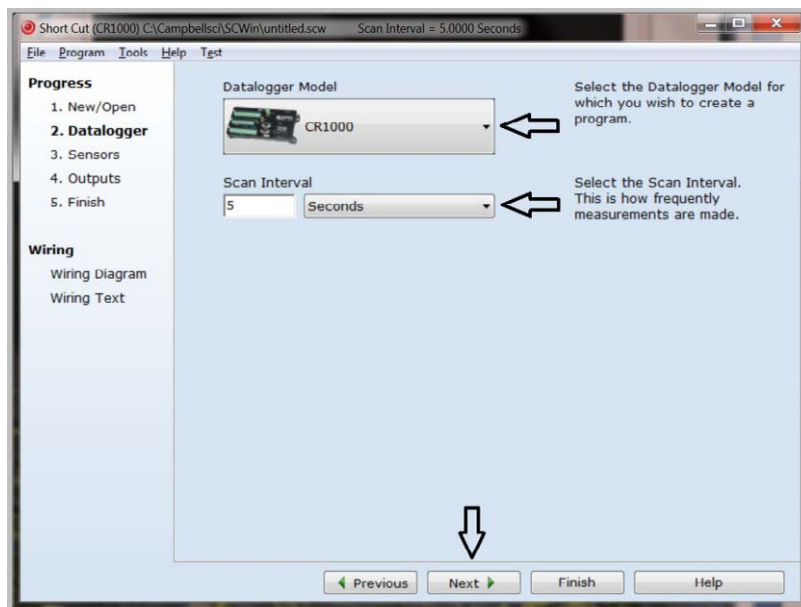 Short Cut (CR1000) C:\Campbellsci\SCWin\untitled.scw Scan Interval = 5.0000 Seconds
File Program Tools Help Test
Progress
1. New/Open
2. Datalogger
3. Sensors
4. Outputs
5. Finish
Wiring
Wiring Diagram
Wiring Text
Datalogger Model
CR1000
Select the Datalogger Model for
which you wish to create a
program.
Scan Interval
5 Seconds
Select the Scan Interval.
This is how frequently
measurements are made.
Previous Next Finish Help